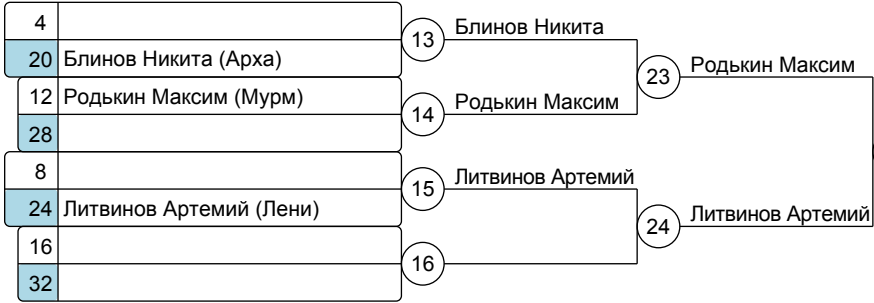 4
20 Блинов Никита (Арха)
13 Блинов Никита
12 Родькин Максим (Мурм)
28
14 Родькин Максим
23 Родькин Максим
8
24 Литвинов Артемий (Лени)
15 Литвинов Артемий
16
32
16
24 Литвинов Артемий